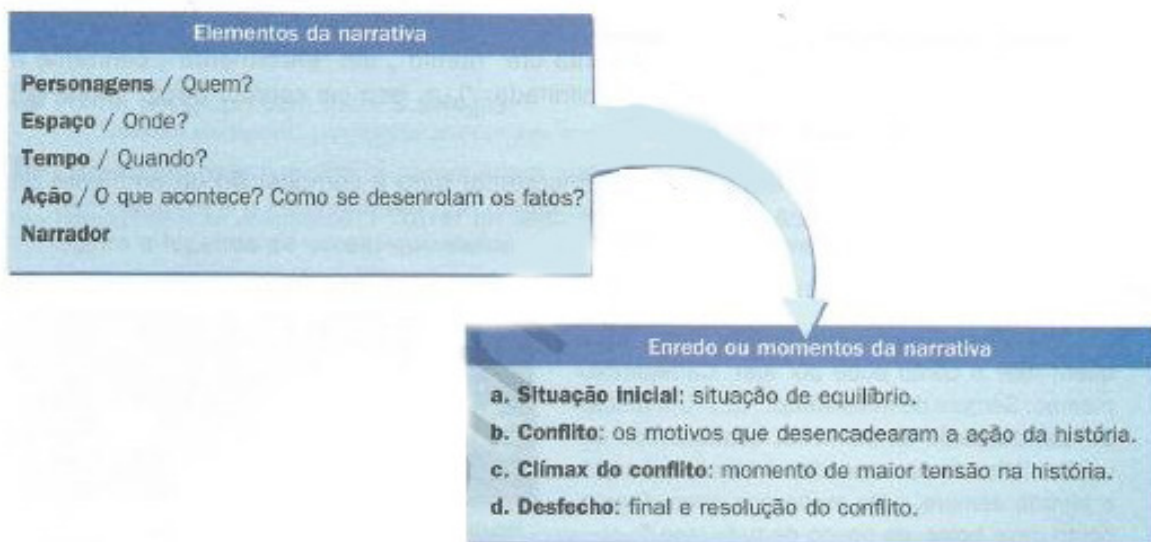 Elementos da narrativa
Personagens / Quem?
Espaço / Onde?
Tempo / Quando?
Ação / O que acontece? Como se desenrolam os fatos?
Narrador
Enredo ou momentos da narrativa
a. Situação inicial: situação de equilíbrio.
b. Conflito: os motivos que desencadearam a ação da história.
c. Clímax do conflito: momento de maior tensão na história.
d. Desfecho: final e resolução do conflito.